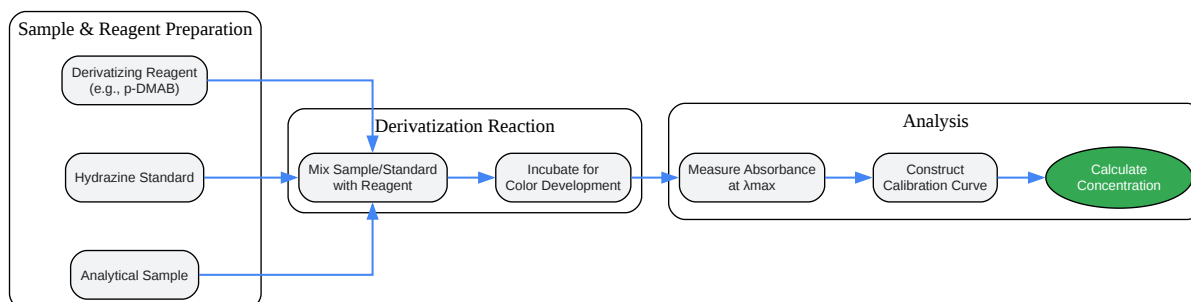 Sample & Reagent Preparation
Derivatizing Reagent
(e.g., p-DMAB)
Hydrazine Standard
Analytical Sample
Derivatization Reaction
Mix Sample/Standard
with Reagent
Incubate for
Color Development
Analysis
Measure Absorbance
at λmax
Construct
Calibration Curve
Calculate
Concentration